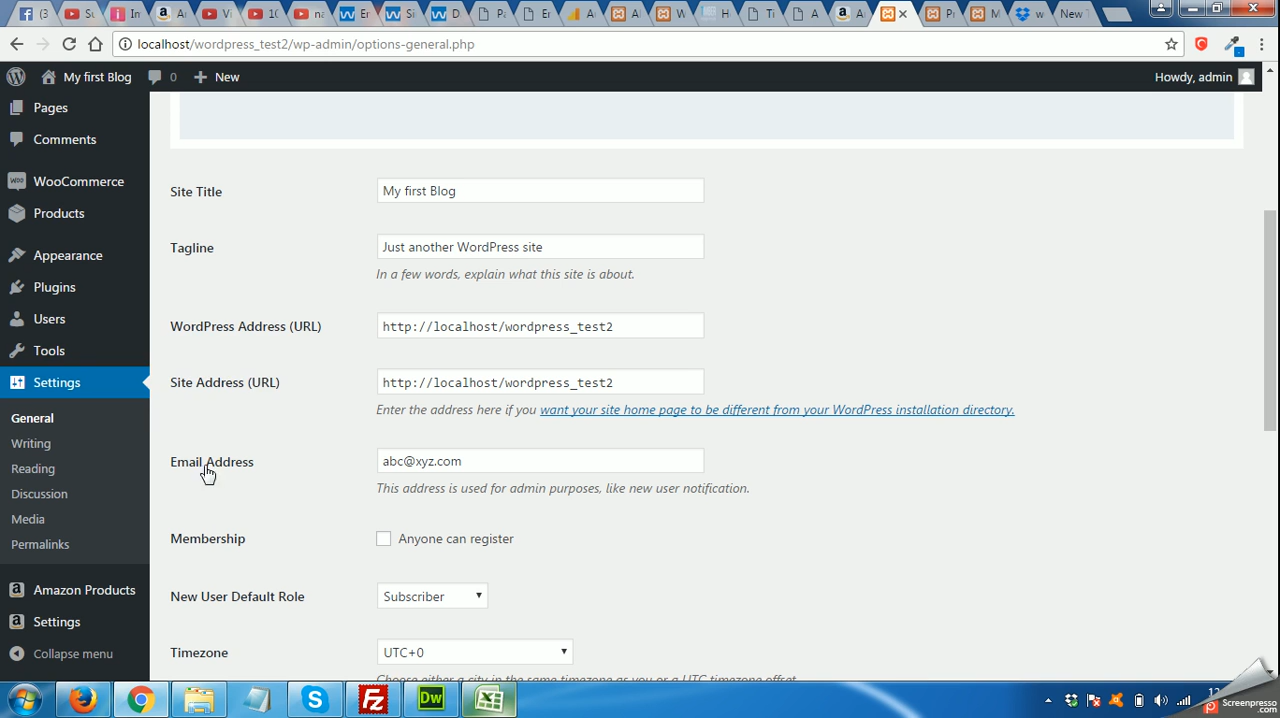 localhost/wordpress_test2/wp-admin/options-general.php
My first Blog
0
New
Howdy, admin
Pages
Comments
WooCommerce
Products
Appearance
Plugins
Users
Tools
Settings
General
Writing
Reading
Discussion
Media
Permalinks
Amazon Products
Settings
Collapse menu
Site Title
My first Blog
Tagline
Just another WordPress site
In a few words, explain what this site is about.
WordPress Address (URL)
http://localhost/wordpress_test2
Site Address (URL)
http://localhost/wordpress_test2
Enter the address here if you want your site home page to be different from your WordPress installation directory.
Email Address
abc@xyz.com
This address is used for admin purposes, like new user notification.
Membership
Anyone can register
New User Default Role
Subscriber
Timezone
UTC+0
Choose either a city in the same timezone as you or a UTC timezone offset.
Dw
Screenpresso
.com